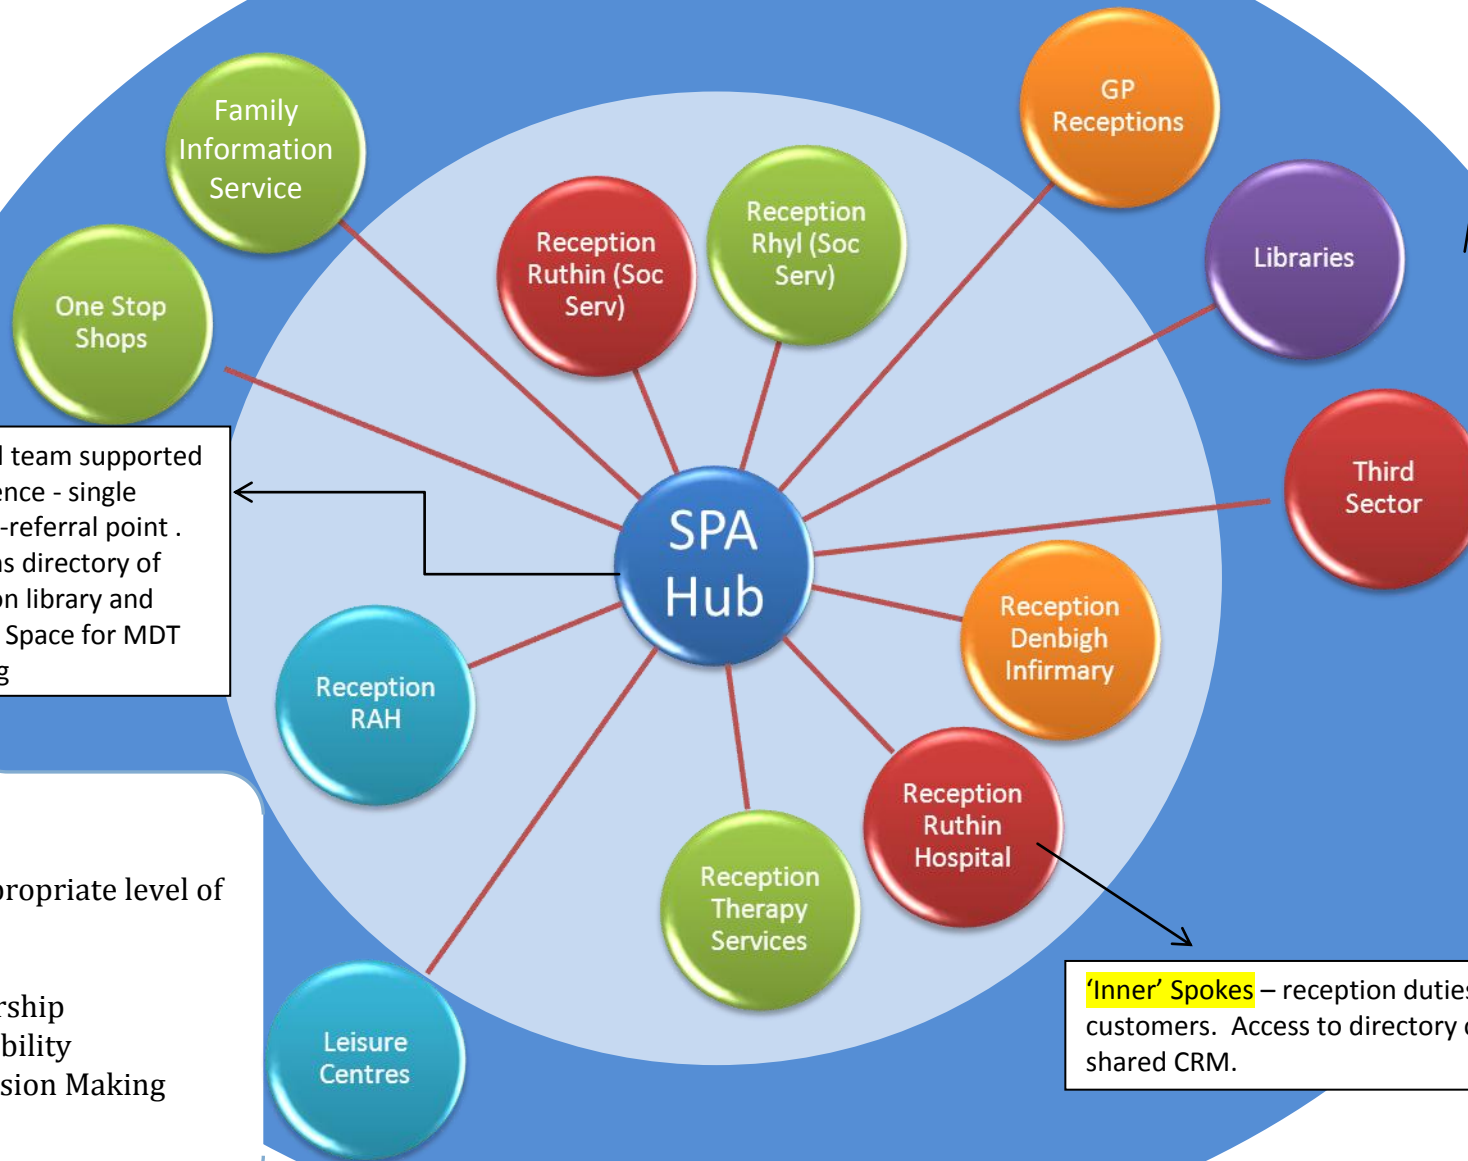 Family
Information
Service
GP
Receptions
Reception
Ruthin (Soc
Serv)
Reception
Rhyl (Soc
Serv)
Libraries
One Stop
Shops
team supported
ence - single
-referral point .
as directory of
on library and
Space for MDT
g
Third
Sector
SPA
Hub
Reception
Denbigh
Infirmary
Reception
RAH
Reception
Ruthin
Hospital
Reception
Therapy
Services
Leisure
Centres
propriate level of
rship
bility
sion Making
‘Inner’ Spokes – reception duties
customers.  Access to directory
shared CRM.